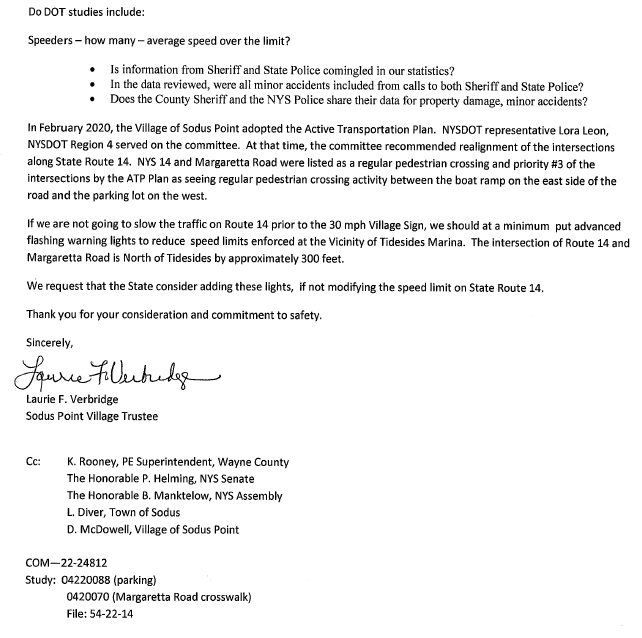 Do DOT studies include:
Speeders – how many – average speed over the limit?
• Is information from Sheriff and State Police comingled in our statistics?
• In the data reviewed, were all minor accidents included from calls to both Sheriff and State Police?
• Does the County Sheriff and the NYS Police share their data for property damage, minor accidents?
In February 2020, the Village of Sodus Point adopted the Active Transportation Plan. NYSDOT representative Lora Leon,
NYSDOT Region 4 served on the committee. At that time, the committee recommended realignment of the intersections
along State Route 14. NYS 14 and Margaretta Road were listed as a regular pedestrian crossing and priority #3 of the
intersections by the ATP Plan as seeing regular pedestrian crossing activity between the boat ramp on the east side of the
road and the parking lot on the west.
If we are not going to slow the traffic on Route 14 prior to the 30 mph Village Sign, we should at a minimum put advanced
flashing warning lights to reduce speed limits enforced at the Vicinity of Tidesides Marina. The intersection of Route 14 and
Margaretta Road is North of Tidesides by approximately 300 feet.
We request that the State consider adding these lights, if not modifying the speed limit on State Route 14.
Thank you for your consideration and commitment to safety.
Sincerely,
Laurie F. Verbridge
Laurie F. Verbridge
Sodus Point Village Trustee
Cc: K. Rooney, PE Superintendent, Wayne County
The Honorable P. Helming, NYS Senate
The Honorable B. Manktelow, NYS Assembly
L. Diver, Town of Sodus
D. McDowell, Village of Sodus Point
COM—22-24812
Study: 04220088 (parking)
0420070 (Margaretta Road crosswalk)
File: 54-22-14